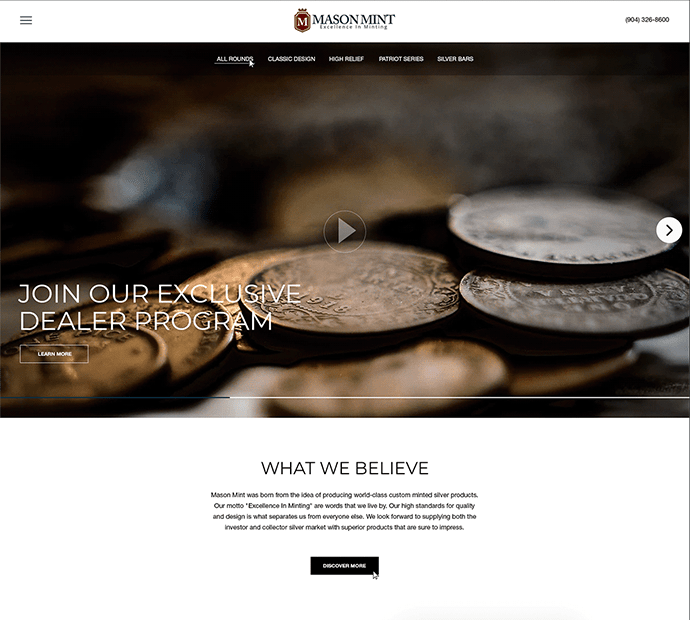 MASON MINT
Excellence In Minting
(904) 326-8600
ALL ROUNDS CLASSIC DESIGN HIGH RELIEF PATRIOT SERIES SILVER BARS
JOIN OUR EXCLUSIVE
DEALER PROGRAM
LEARN MORE
WHAT WE BELIEVE
Mason Mint was born from the idea of producing world-class custom minted silver products.
Our motto "Excellence In Minting" are words that we live by. Our high standards for quality
and design is what separates us from everyone else. We look forward to supplying both the
investor and collector silver market with superior products that are sure to impress.
DISCOVER MORE